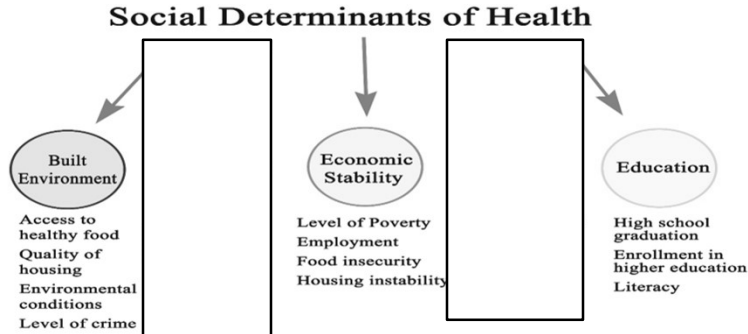 Social Determinants of Health
Built
Environment
Access to
healthy food
Quality of
housing
Environmental
conditions
Level of crime
Economic
Stability
Level of Poverty
Employment
Food insecurity
Housing instability
Education
High school
graduation
Enrollment in
higher education
Literacy